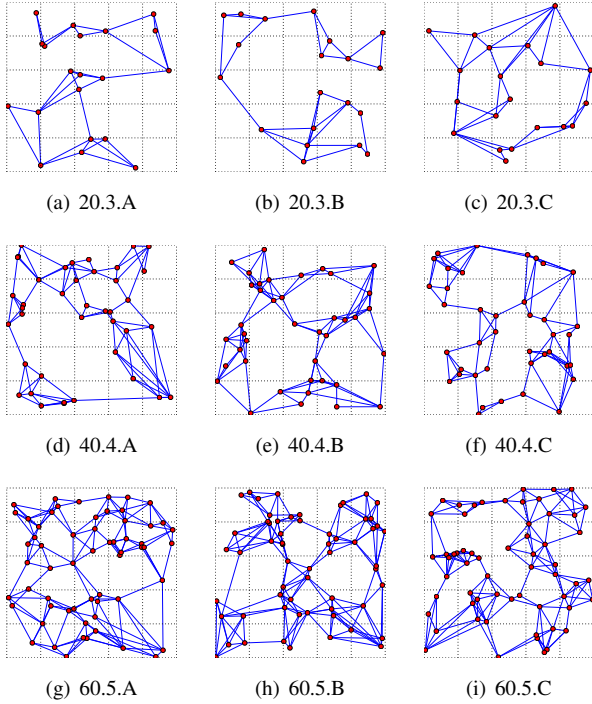 (a) 20.3.A
(b) 20.3.B
(c) 20.3.C
(d) 40.4.A
(e) 40.4.B
(f) 40.4.C
(g) 60.5.A
(h) 60.5.B
(i) 60.5.C